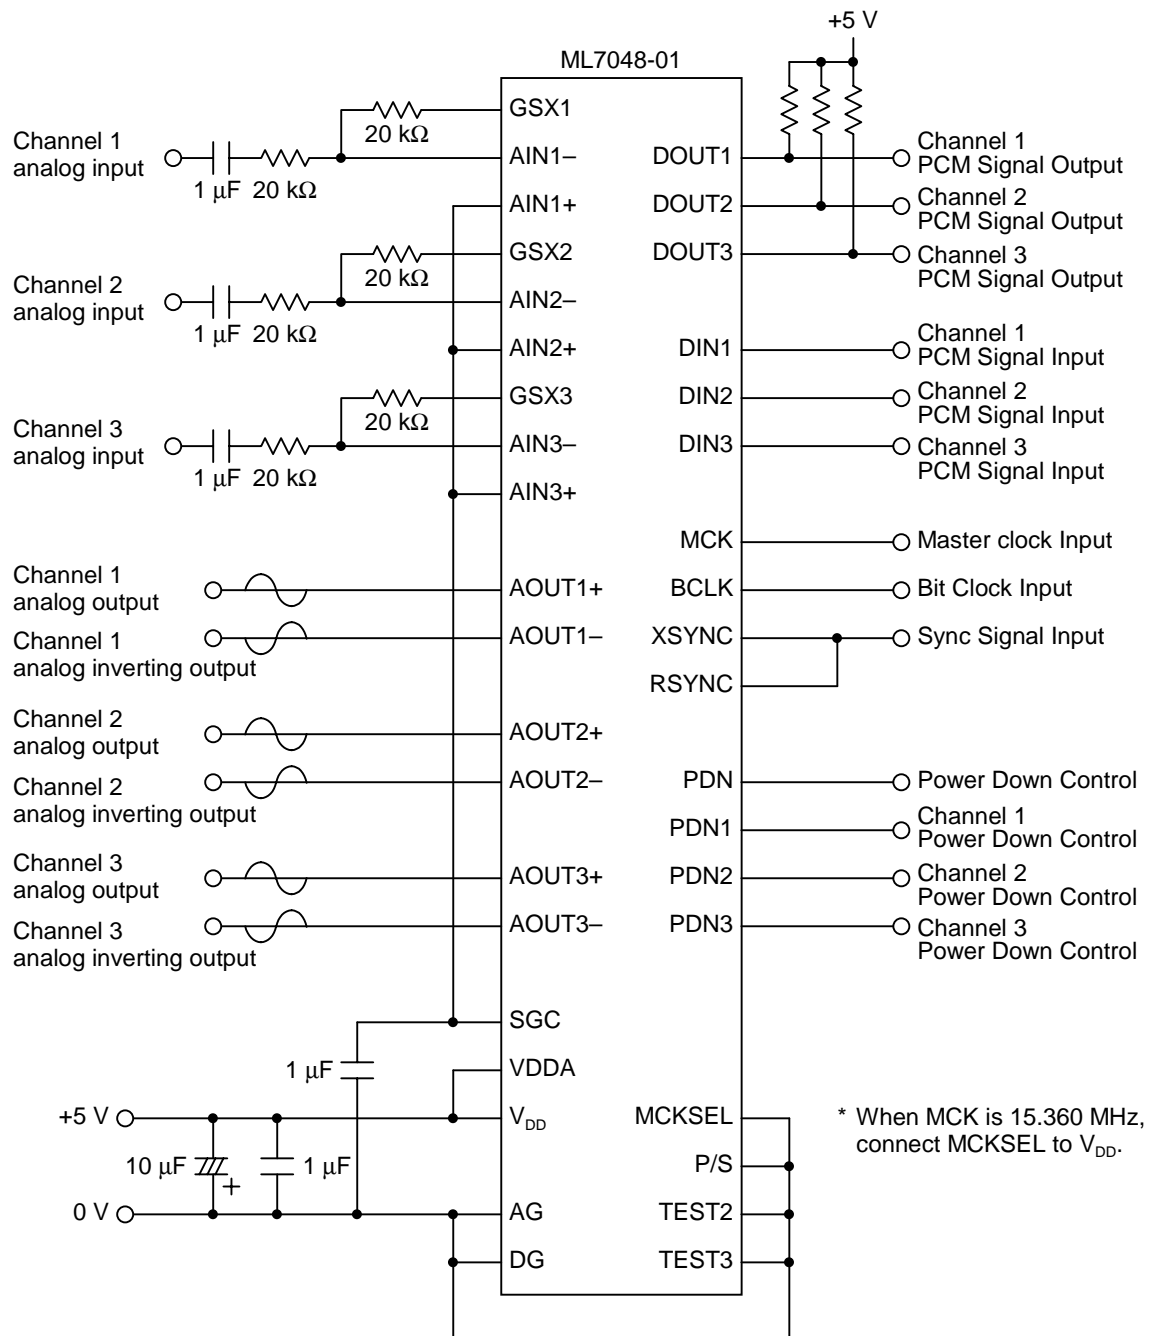 +5 V
ML7048-01
GSX1
20 kΩ
Channel 1
analog input
1 μF 20 kΩ
AIN1–
AIN1+
GSX2
20 kΩ
Channel 2
analog input
1 μF 20 kΩ
AIN2–
AIN2+
GSX3
20 kΩ
Channel 3
analog input
1 μF 20 kΩ
AIN3–
AIN3+
Channel 1
analog output
AOUT1+
Channel 1
analog inverting output
AOUT1–
Channel 2
analog output
AOUT2+
Channel 2
analog inverting output
AOUT2–
Channel 3
analog output
AOUT3+
Channel 3
analog inverting output
AOUT3–
SGC
1 μF
VDDA
+5 V
VDD
10 μF
+
1 μF
0 V
AG
DG
DOUT1
Channel 1
PCM Signal Output
DOUT2
Channel 2
PCM Signal Output
DOUT3
Channel 3
PCM Signal Output
DIN1
Channel 1
PCM Signal Input
DIN2
Channel 2
PCM Signal Input
DIN3
Channel 3
PCM Signal Input
MCK
Master clock Input
BCLK
Bit Clock Input
XSYNC
Sync Signal Input
RSYNC
PDN
Power Down Control
PDN1
Channel 1
Power Down Control
PDN2
Channel 2
Power Down Control
PDN3
Channel 3
Power Down Control
MCKSEL
P/S
TEST2
TEST3
* When MCK is 15.360 MHz,
connect MCKSEL to VDD.